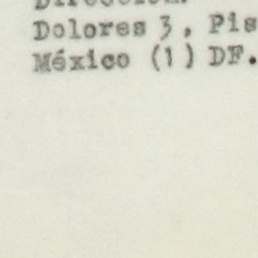 Dolores 3, Pis
México (1) DF.